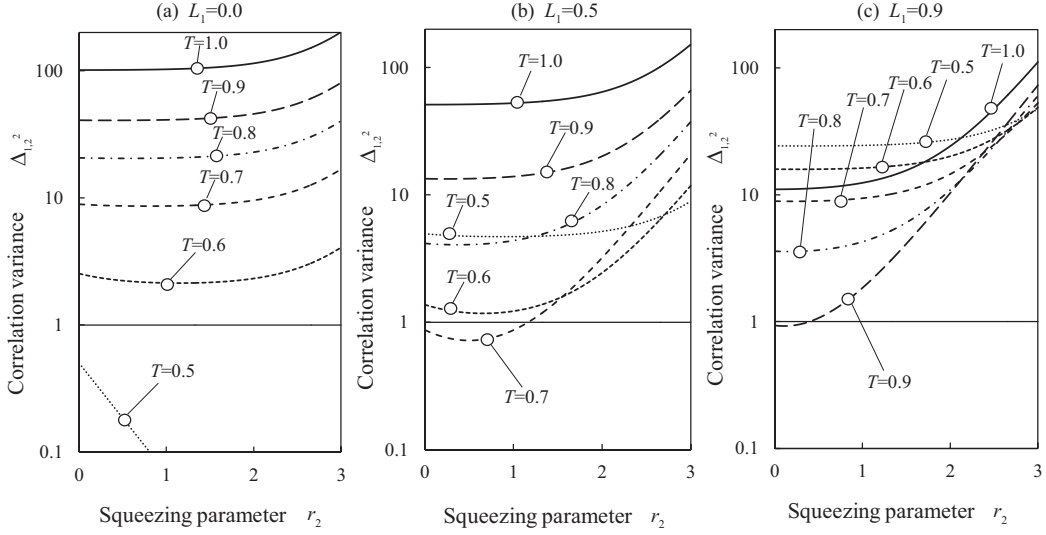 (a) L₁=0.0
100
10
1
0.1
Correlation variance Δ₁,₂²
T=1.0
T=0.9
T=0.8
T=0.7
T=0.6
T=0.5
0 1 2 3
Squeezing parameter r₂
(b) L₁=0.5
100
10
1
0.1
Correlation variance Δ₁,₂²
T=1.0
T=0.9
T=0.8
T=0.5
T=0.6
T=0.7
0 1 2 3
Squeezing parameter r₂
(c) L₁=0.9
100
10
1
0.1
Correlation variance Δ₁,₂²
T=1.0
T=0.5
T=0.6
T=0.7
T=0.8
T=0.9
0 1 2 3
Squeezing parameter r₂